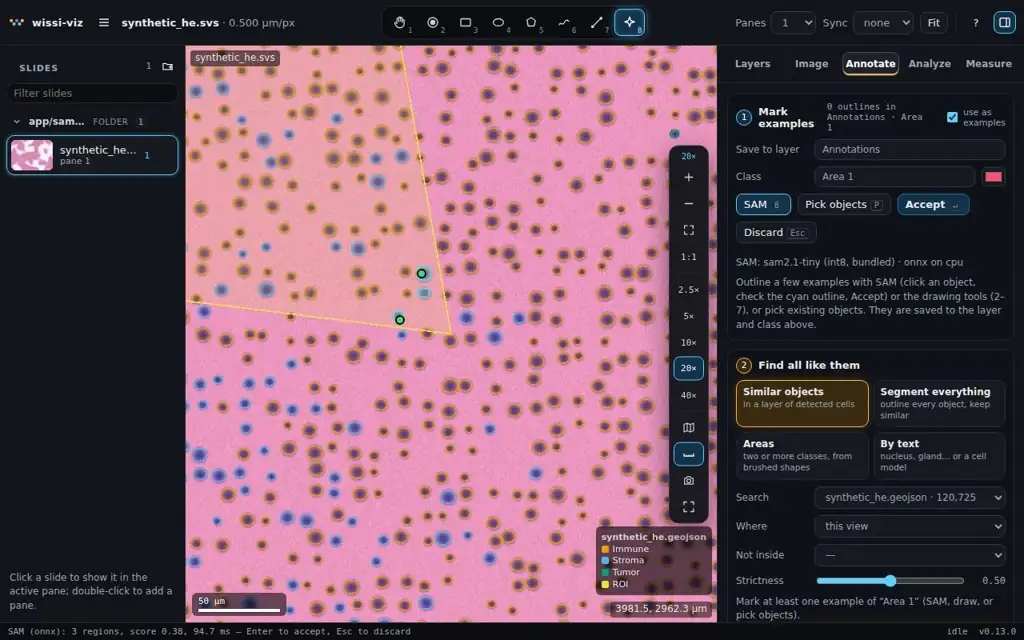 wissi-viz
synthetic_he.svs · 0.500 µm/px
1
2
3
4
5
6
7
8
Panes 1 Sync none Fit ?
SLIDES 1
Filter slides
app/sam… FOLDER 1
synthetic_he… 1
pane 1
Click a slide to show it in the
active pane; double-click to add a
pane.
synthetic_he.svs
20×
+
−
1:1
2.5×
5×
10×
20×
40×
synthetic_he.geojson
Immune
Stroma
Tumor
ROI
50 µm
3981.5, 2962.3 µm
Layers Image Annotate Analyze Measure
1 Mark examples
0 outlines in
Annotations · Area
1
use as
examples
Save to layer Annotations
Class Area 1
SAM 8 Pick objects P Accept ↵
Discard Esc
SAM: sam2.1-tiny (int8, bundled) · onnx on cpu
Outline a few examples with SAM (click an object,
check the cyan outline, Accept) or the drawing tools (2–
7), or pick existing objects. They are saved to the layer
and class above.
2 Find all like them
Similar objects
in a layer of detected cells
Segment everything
outline every object, keep
similar
Areas
two or more classes, from
brushed shapes
By text
nucleus, gland… or a cell
model
Search synthetic_he.geojson · 120,725
Where this view
Not inside —
Strictness 0.50
Mark at least one example of “Area 1” (SAM, draw, or
pick objects).
SAM (onnx): 3 regions, score 0.38, 94.7 ms — Enter to accept, Esc to discard
idle v0.13.0